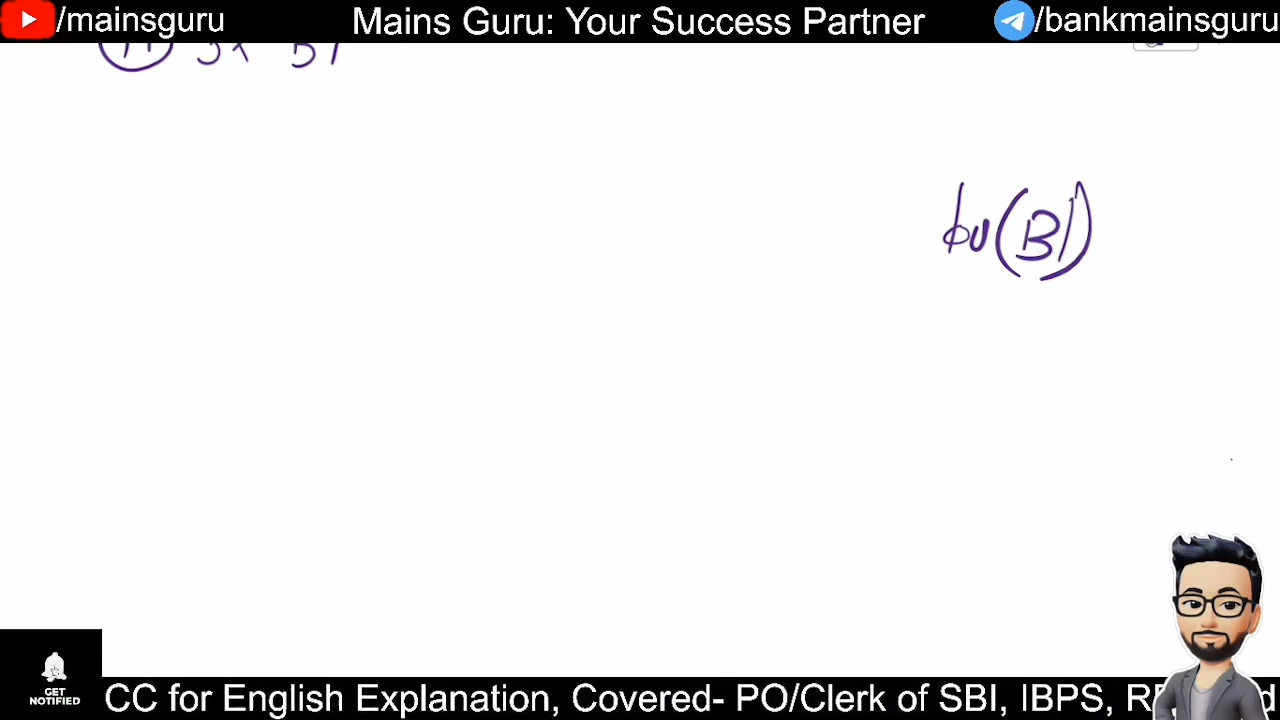 /mainsguru Mains Guru: Your Success Partner /bankmainsguru
(B1)
GET
NOTIFIED
CC for English Explanation, Covered- PO/Clerk of SBI, IBPS,